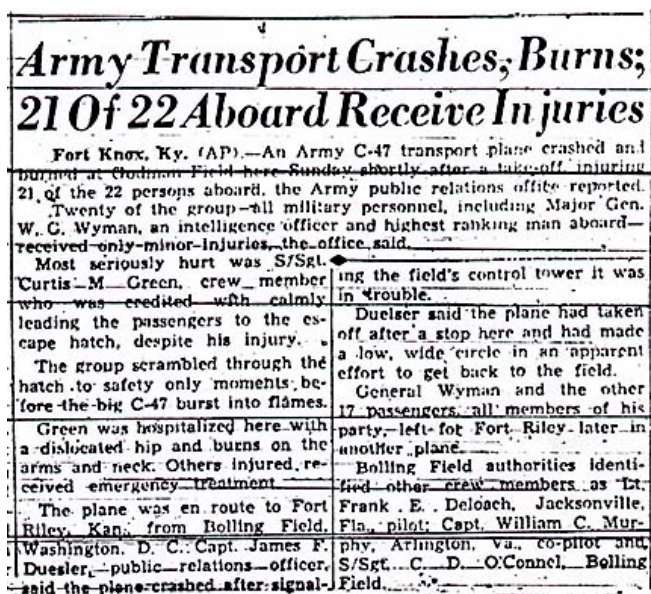 Army Transport Crashes, Burns;
21 Of 22 Aboard Receive Injuries
Fort Knox, Ky. (AP).—An Army C-47 transport plane crashed and
burned at Godman Field here Sunday shortly after a take-off, injuring
21 of the 22 persons aboard, the Army public relations office reported.
Twenty of the group—all military personnel, including Major Gen.
W. G. Wyman, an intelligence officer and highest ranking man aboard—
received only minor injuries, the office said.
Most seriously hurt was S/Sgt.
Curtis M Green, crew member
who was credited with calmly
leading the passengers to the es-
cape hatch, despite his injury.
The group scrambled through the
hatch to safety only moments be-
fore the big C-47 burst into flames.
Green was hospitalized here with
a dislocated hip and burns on the
arms and neck. Others injured re-
ceived emergency treatment
The plane was en route to Fort
Riley, Kan., from Bolling Field,
Washington, D. C. Capt. James F.
Duesler, public relations officer,
said the plane crashed after signal-
ing the field's control tower it was
in trouble.
Duelser said the plane had taken
off after a stop here and had made
a low, wide circle in an apparent
effort to get back to the field.
General Wyman and the other
17 passengers, all members of his
party, left for Fort Riley later in
another plane.
Bolling Field authorities identi-
fied other crew members as Lt.
Frank E. Deloach, Jacksonville,
Fla., pilot; Capt. William C. Mur-
phy, Arlington, Va., co-pilot and
S/Sgt. C. D. O'Connel, Bolling
Field.